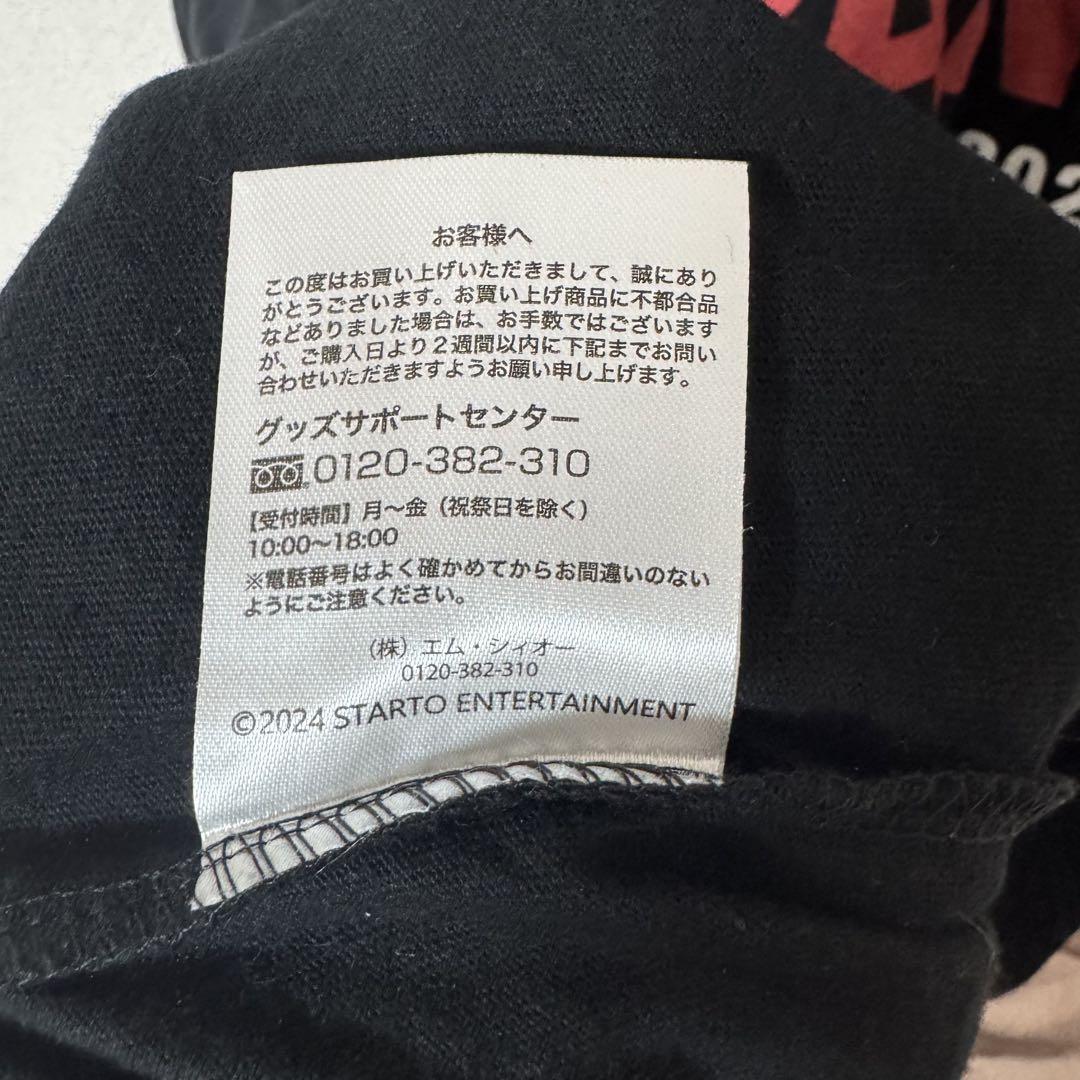 お客様へ
この度はお買い上げいただきまして、誠にあり
がとうございます。お買い上げ商品に不都合品
などありました場合は、お手数ではございます
が、ご購入日より2週間以内に下記までお問い
合わせいただきますようお願い申し上げます。
グッズサポートセンター
0120-382-310
【受付時間】月～金（祝祭日を除く）
10:00～18:00
※電話番号はよく確かめてからお間違いのない
ようにご注意ください。
（株）エム・シィオー
0120-382-310
©2024 STARTO ENTERTAINMENT